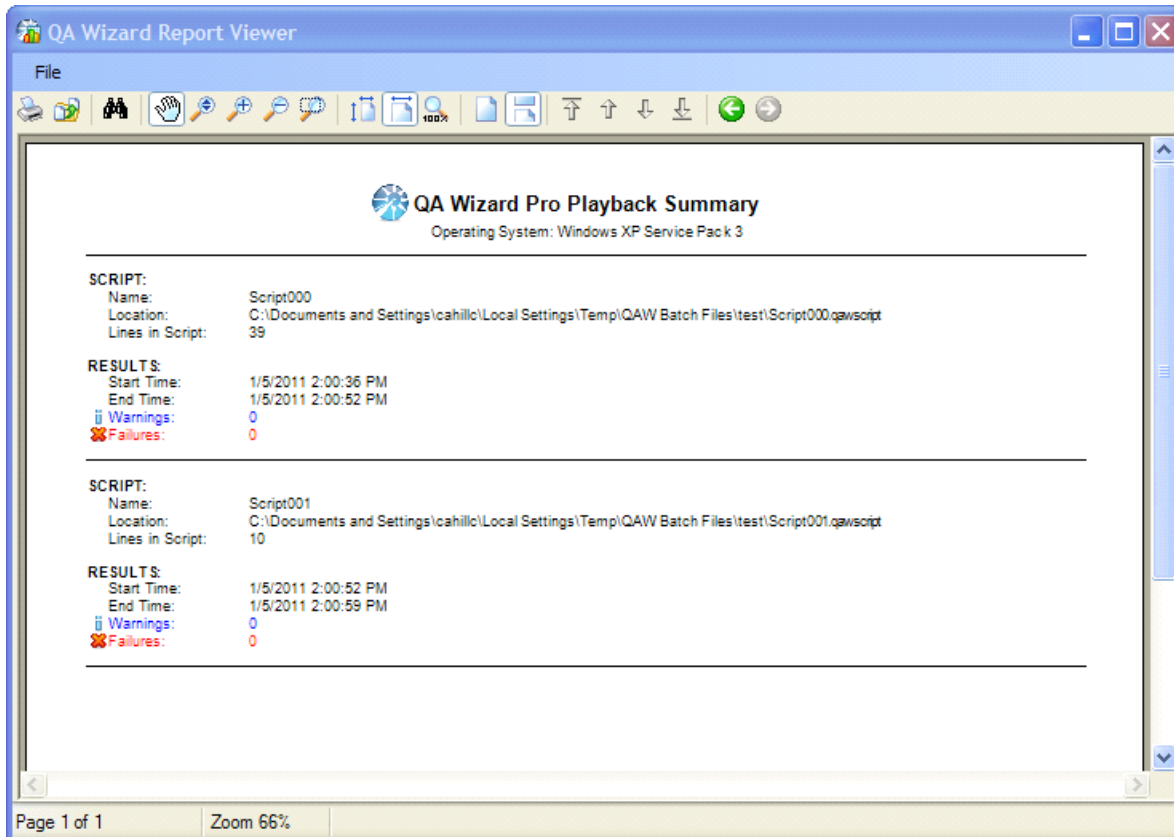 QA Wizard Report Viewer
File
100%
QA Wizard Pro Playback Summary
Operating System: Windows XP Service Pack 3
SCRIPT:
Name: Script000
Location: C:\Documents and Settings\cahillc\Local Settings\Temp\QAW Batch Files\test\Script000.qawscript
Lines in Script: 39
RESULTS:
Start Time: 1/5/2011 2:00:36 PM
End Time: 1/5/2011 2:00:52 PM
Warnings: 0
Failures: 0
SCRIPT:
Name: Script001
Location: C:\Documents and Settings\cahillc\Local Settings\Temp\QAW Batch Files\test\Script001.qawscript
Lines in Script: 10
RESULTS:
Start Time: 1/5/2011 2:00:52 PM
End Time: 1/5/2011 2:00:59 PM
Warnings: 0
Failures: 0
Page 1 of 1 Zoom 66%